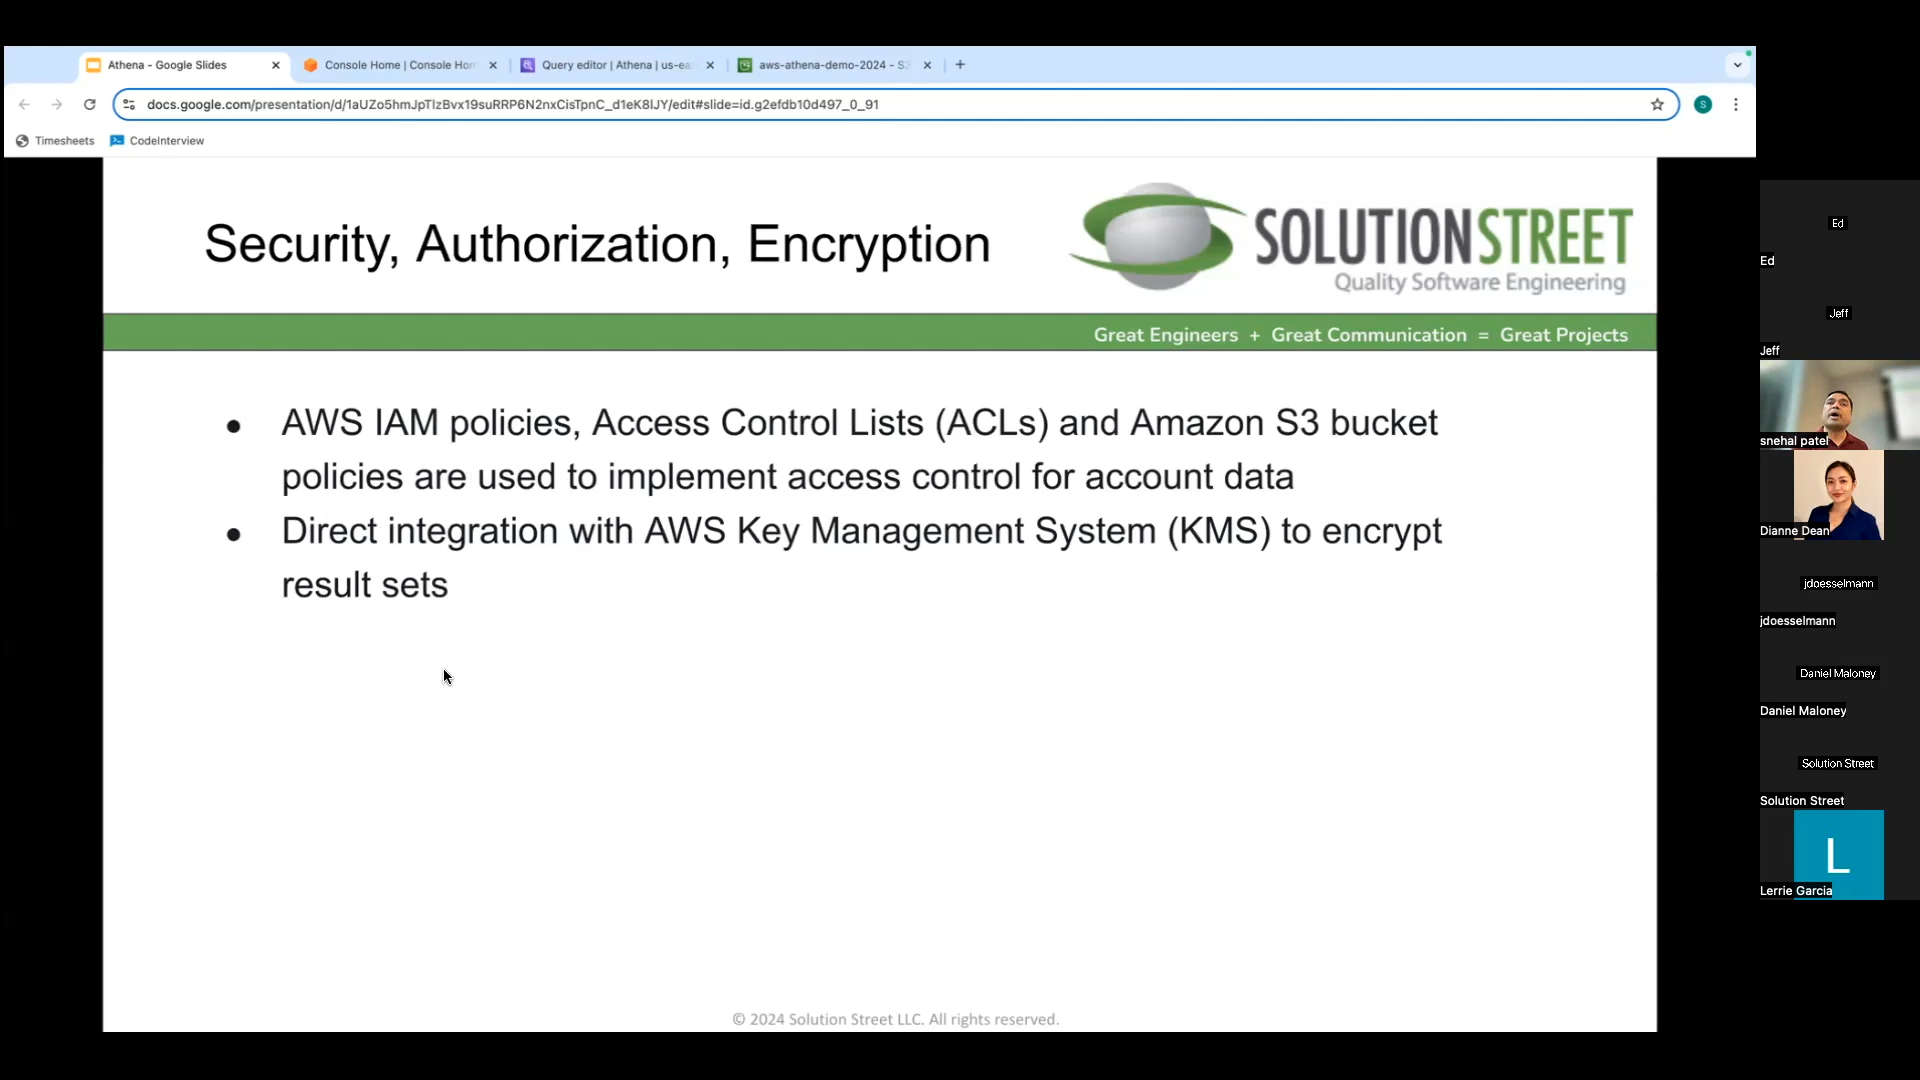 Athena - Google Slides
Console Home | Console Hom
Query editor | Athena | us-ea
aws-athena-demo-2024 - S3
docs.google.com/presentation/d/1aUZo5hmJpTlzBvx19suRRP6N2nxCisTpnC_d1eK8lJY/edit#slide=id.g2efdb10d497_0_91
S
Timesheets
CodeInterview
Security, Authorization, Encryption
SOLUTIONSTREET
Quality Software Engineering
Great Engineers + Great Communication = Great Projects
● AWS IAM policies, Access Control Lists (ACLs) and Amazon S3 bucket
policies are used to implement access control for account data
● Direct integration with AWS Key Management System (KMS) to encrypt
result sets
© 2024 Solution Street LLC. All rights reserved.
Ed
Ed
Jeff
Jeff
snehal patel
Dianne Dean
jdoesselmann
jdoesselmann
Daniel Maloney
Daniel Maloney
Solution Street
Solution Street
L
Lerrie Garcia